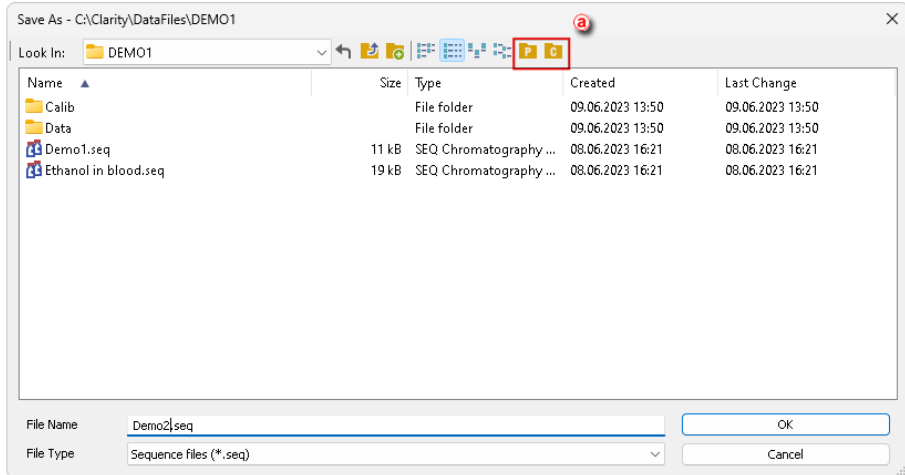 Save As - C:\Clarity\DataFiles\DEMO1
a
Look In: DEMO1 P C
Name Size Type Created Last Change
Calib File folder 09.06.2023 13:50 09.06.2023 13:50
Data File folder 09.06.2023 13:50 09.06.2023 13:50
Demo1.seq 11 kB SEQ Chromatography ... 08.06.2023 16:21 08.06.2023 16:21
Ethanol in blood.seq 19 kB SEQ Chromatography ... 08.06.2023 16:21 08.06.2023 16:21
File Name Demo2.seq OK
File Type Sequence files (*.seq) Cancel